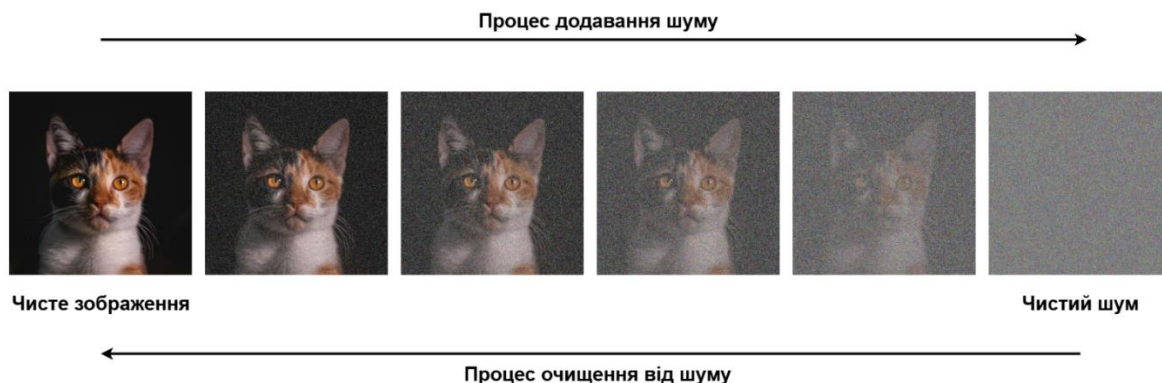 Процес додавання шуму
Чисте зображення
Чистий шум
Процес очищення від шуму